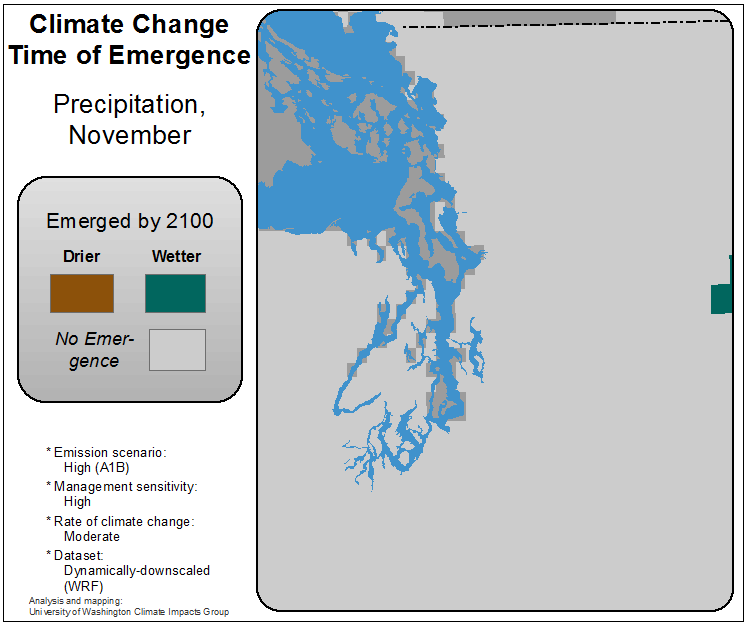 Climate Change
Time of Emergence
Precipitation,
November
Emerged by 2100
Drier Wetter
No Emer-
gence
* Emission scenario:
High (A1B)
* Management sensitivity:
High
* Rate of climate change:
Moderate
* Dataset:
Dynamically-downscaled
(WRF)
Analysis and mapping:
University of Washington Climate Impacts Group